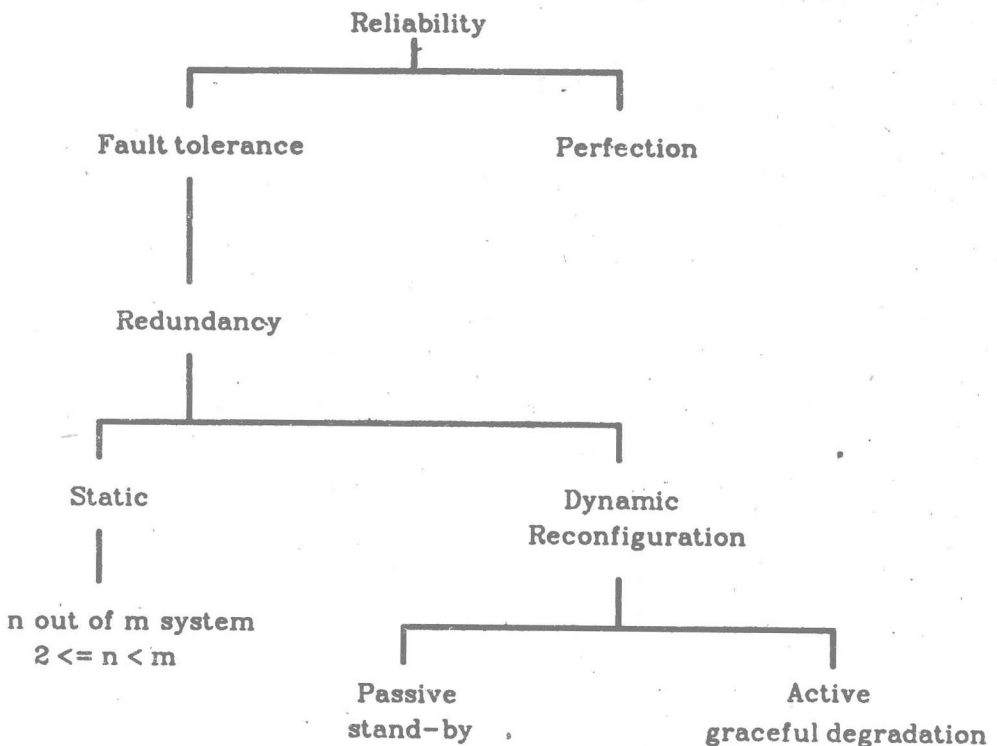 Reliability
Fault tolerance
Perfection
Redundancy
Static
Dynamic
Reconfiguration
n out of m system
2 <= n < m
Passive
stand-by
Active
graceful degradation